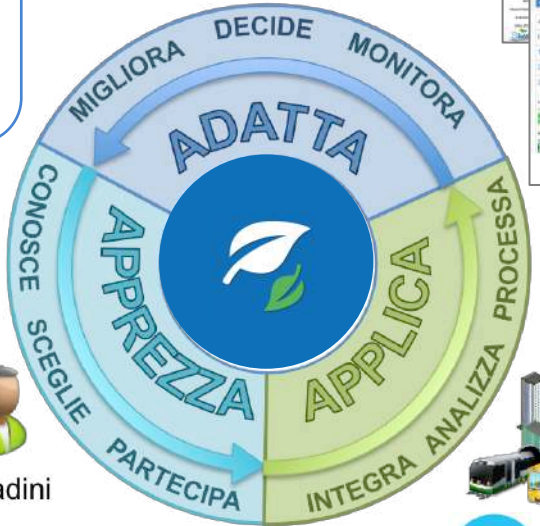 MIGLIORA DECIDE MONITORA
ADATTA
CONOSCE SCEGLIE PARTECIPA
APPREZZA
INTEGRA ANALIZZA PROCESSA
APPLICA
adini